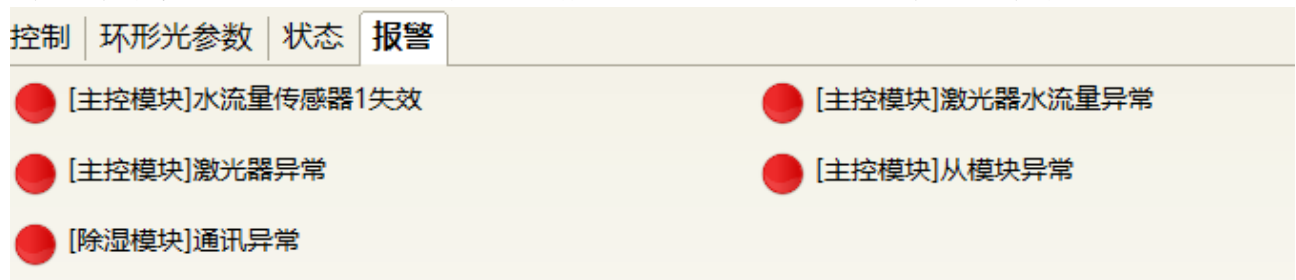 控制 环形光参数 状态 报警
[主控模块]水流量传感器1失效 [主控模块]激光器水流量异常
[主控模块]激光器异常 [主控模块]从模块异常
[除湿模块]通讯异常